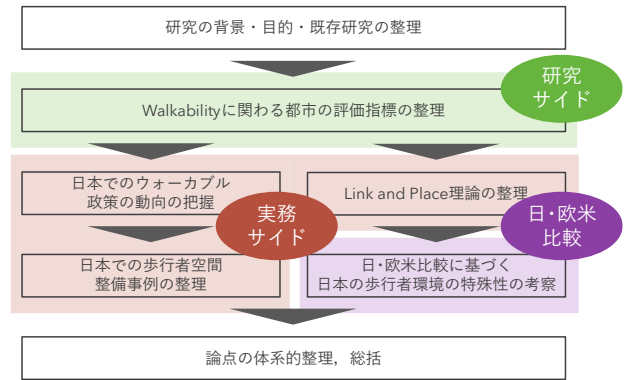 研究の背景・目的・既存研究の整理
研究
サイド
Walkabilityに関わる都市の評価指標の整理
日本でのウォーカブル
政策の動向の把握
Link and Place理論の整理
実務
サイド
日・欧米
比較
日本での歩行者空間
整備事例の整理
日・欧米比較に基づく
日本の歩行者環境の特殊性の考察
論点の体系的整理，総括